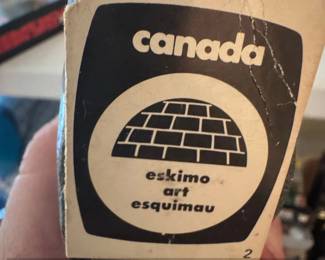 canada
eskimo
art
esquimau
2